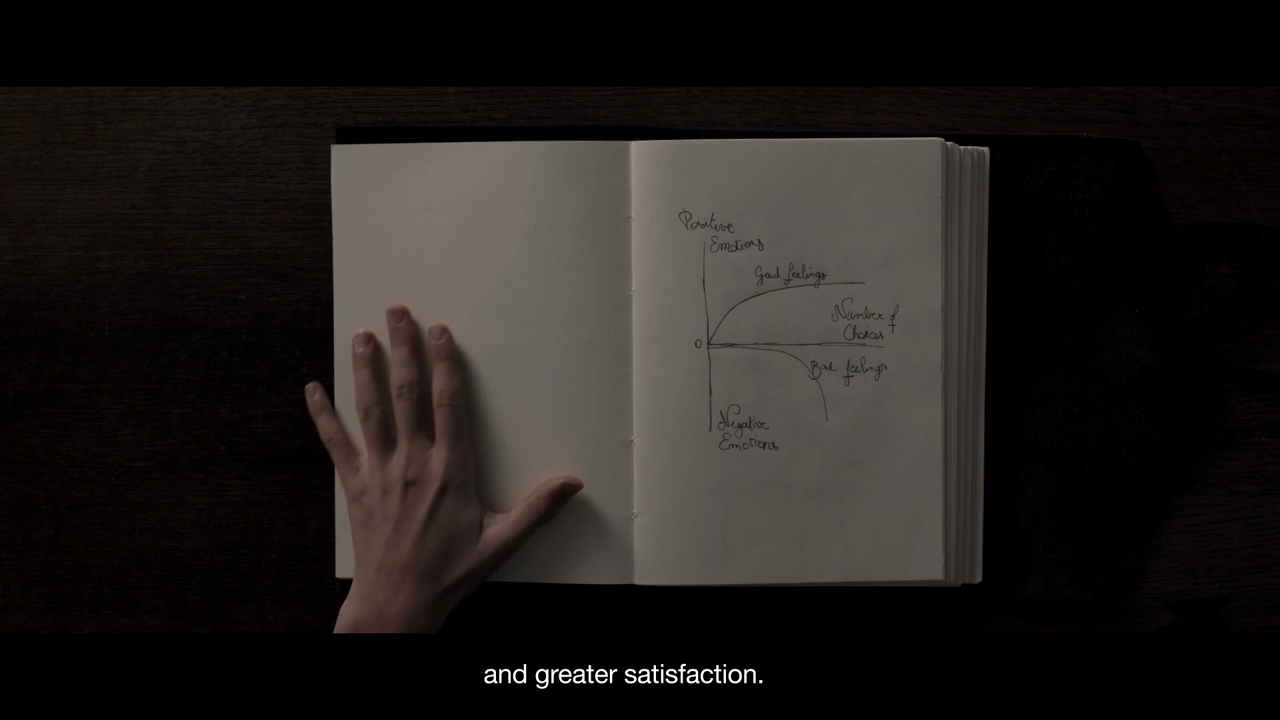 Positive
Emotions
Good feelings
Number of
Choices
0
Bad feelings
Negative
Emotions
and greater satisfaction.